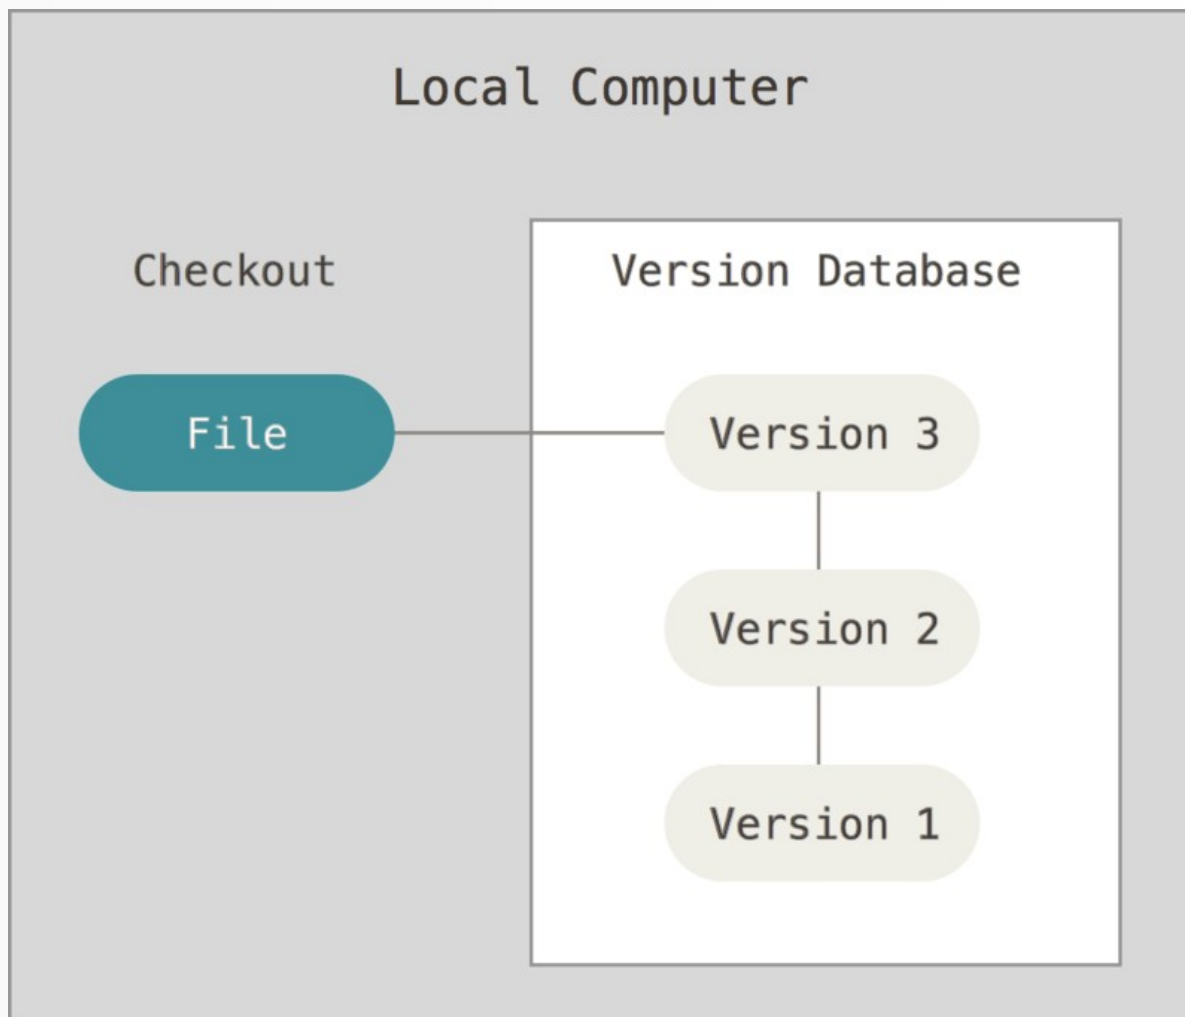 Local Computer
Checkout
Version Database
File
Version 3
Version 2
Version 1